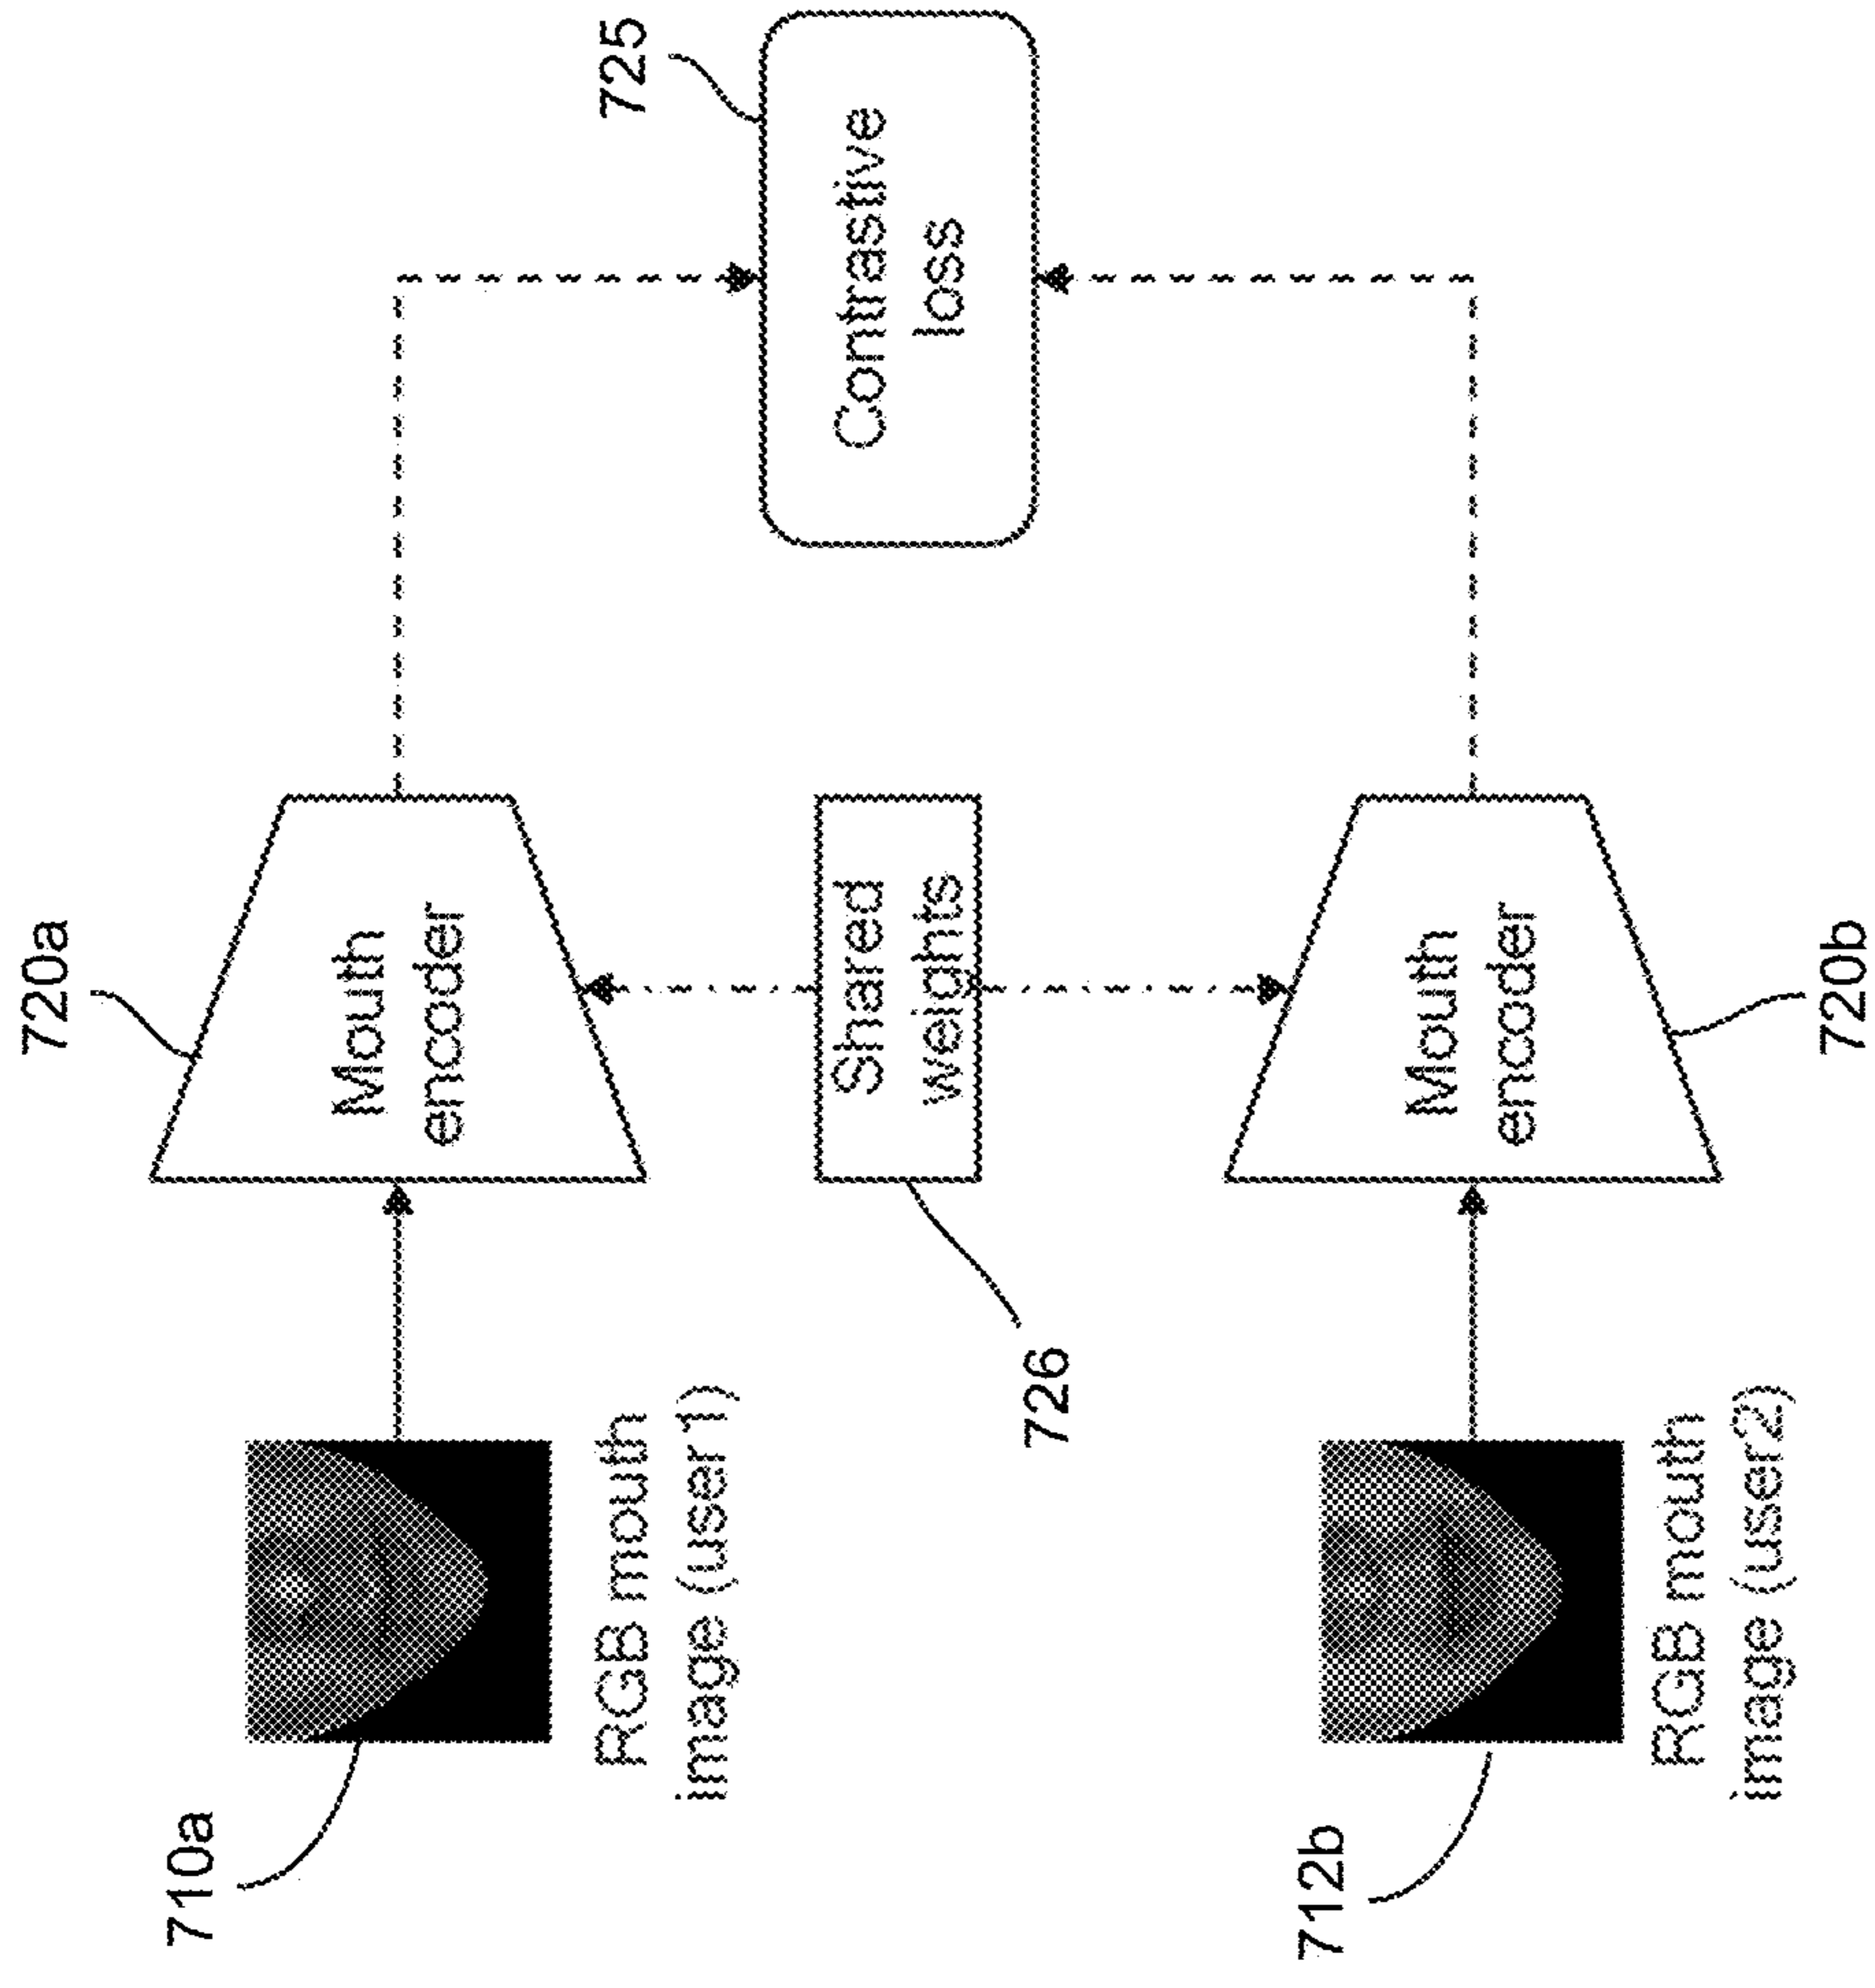 710a
RGB mouth
image (user1)
720a
Mouth
encoder
726
Shared
weights
725
Contrastive
loss
712b
RGB mouth
image (user2)
720b
Mouth
encoder